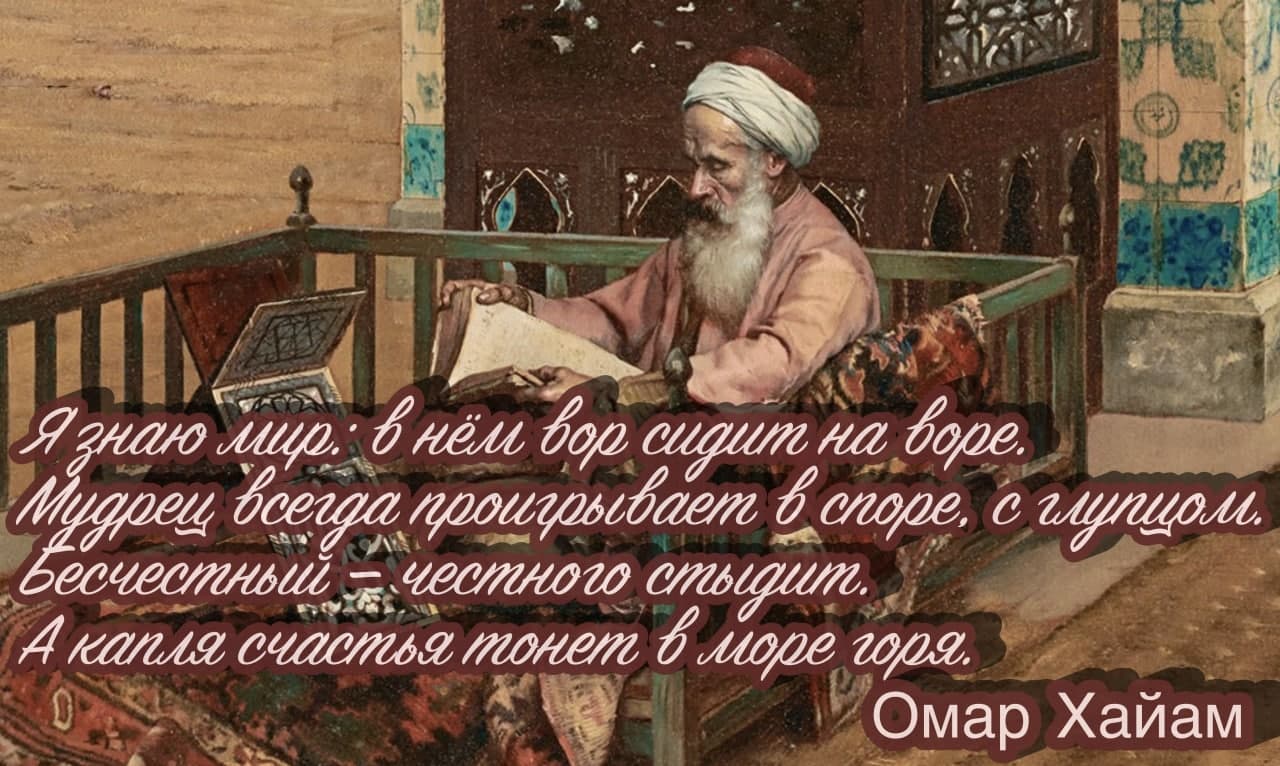 Я знаю мир: в нём вор сидит на воре.
Мудрец всегда проигрывает в споре, с глупцом.
Бесчестный – честного стыдит.
А капля счастья тонет в море горя.
Омар Хайам